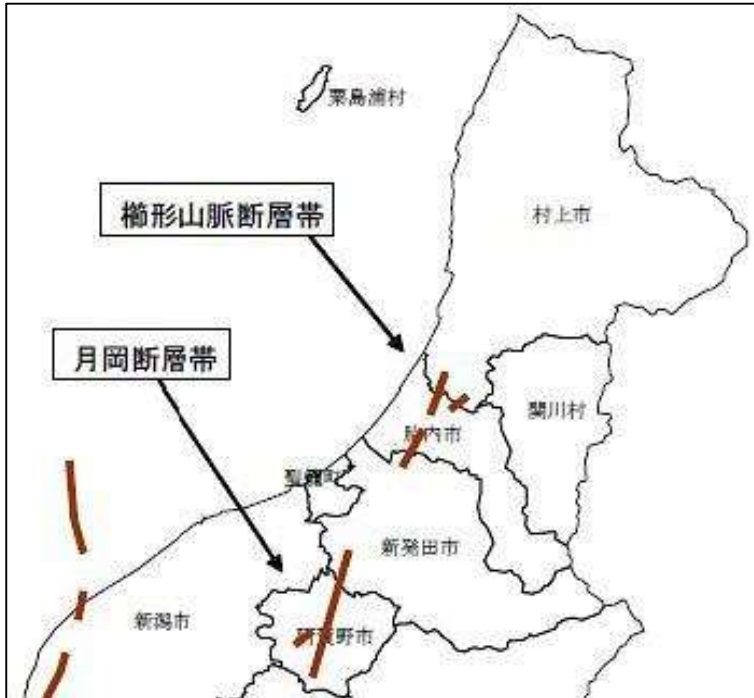 粟島浦村
櫛形山脈断層帯
村上市
月岡断層帯
関川村
胎内市
聖籠町
新発田市
新潟市
阿賀野市